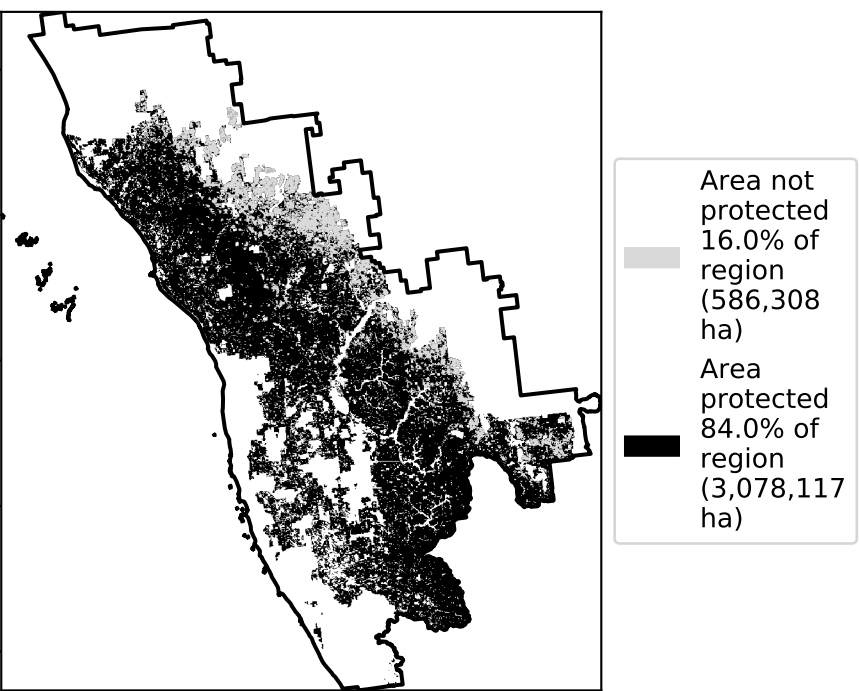 Area not
protected
16.0% of
region
(586,308
ha)
Area
protected
84.0% of
region
(3,078,117
ha)